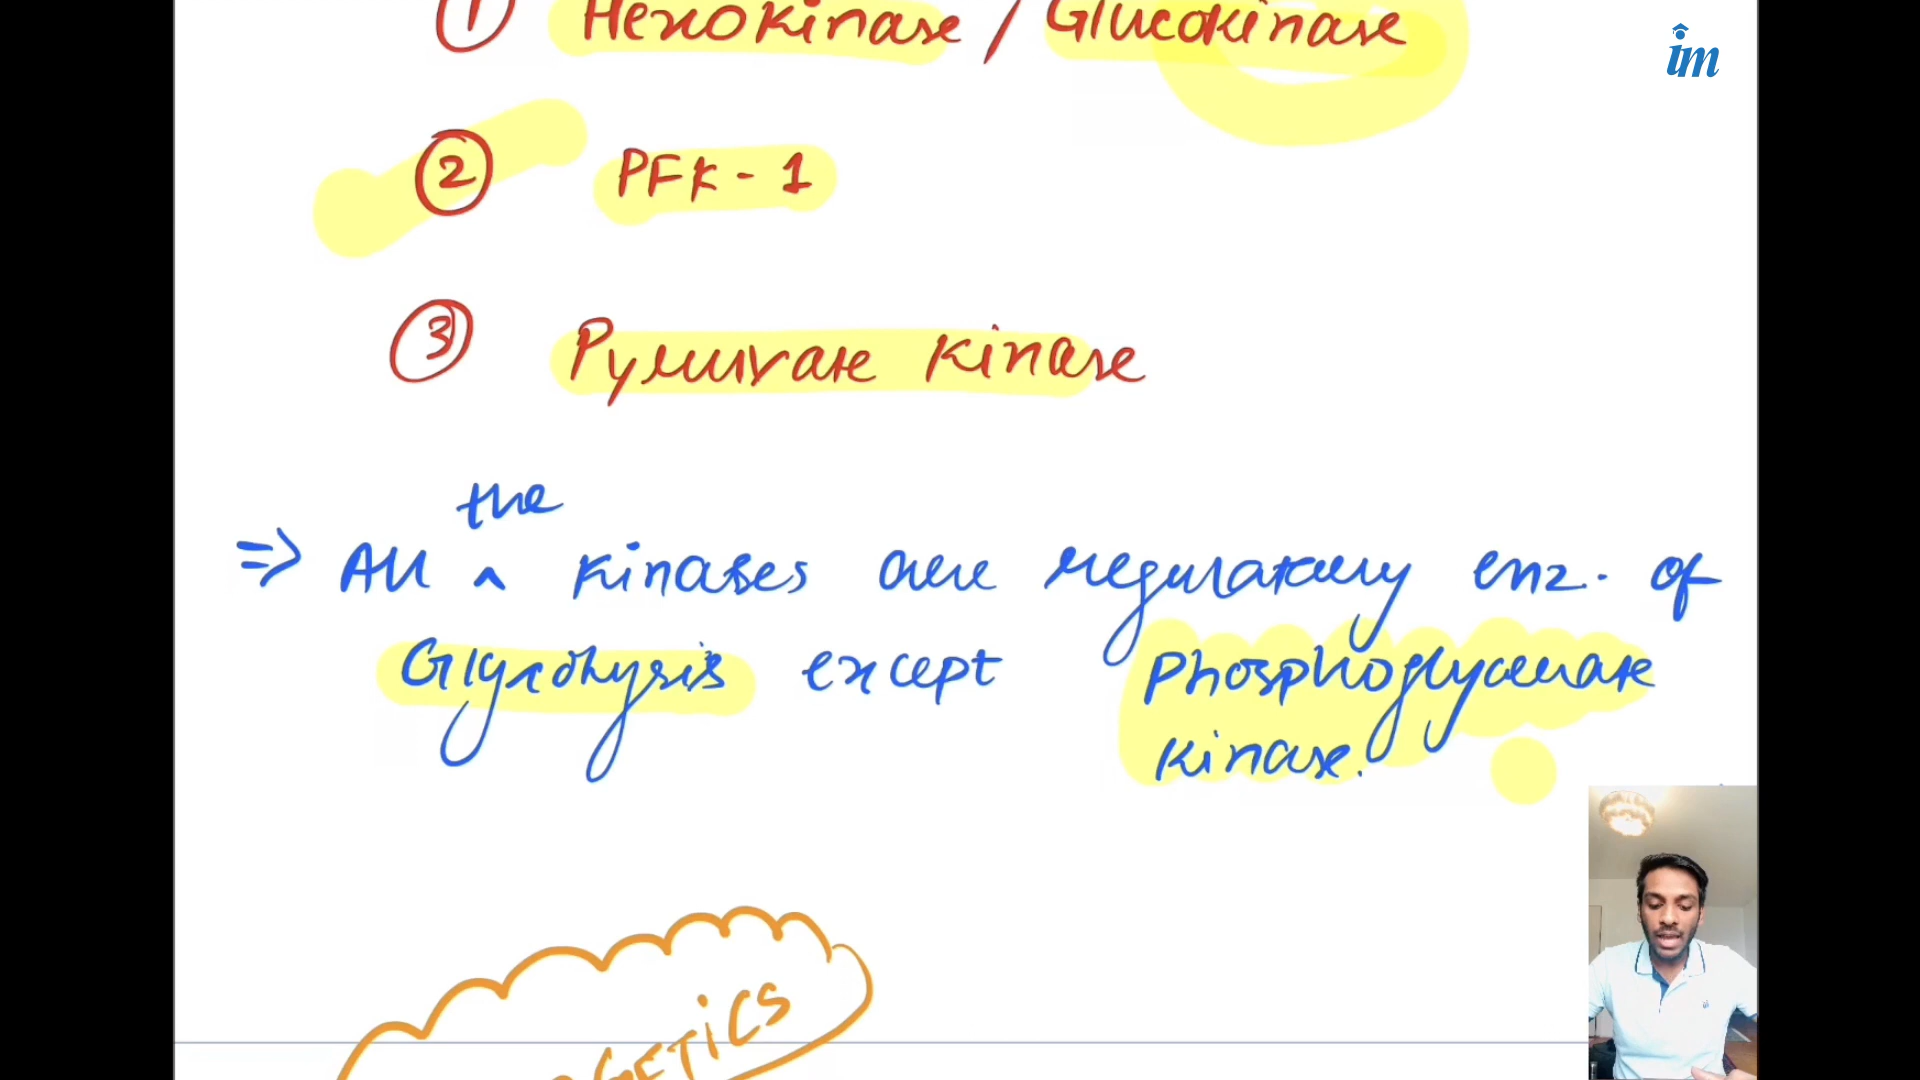 1 Hexokinase / Glucokinase
im
2 PFK - 1
3 Pyruvate kinase
the
=> All ^ kinases are regulatory enz. of
Glycolysis except Phosphoglycerate
kinase.
GETICS